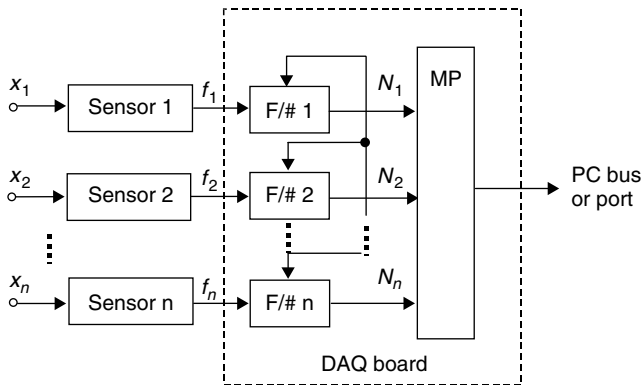 x1 Sensor 1 f1 F/# 1 N1 MP
x2 Sensor 2 f2 F/# 2 N2 PC bus
or port
xn Sensor n fn F/# n Nn
DAQ board